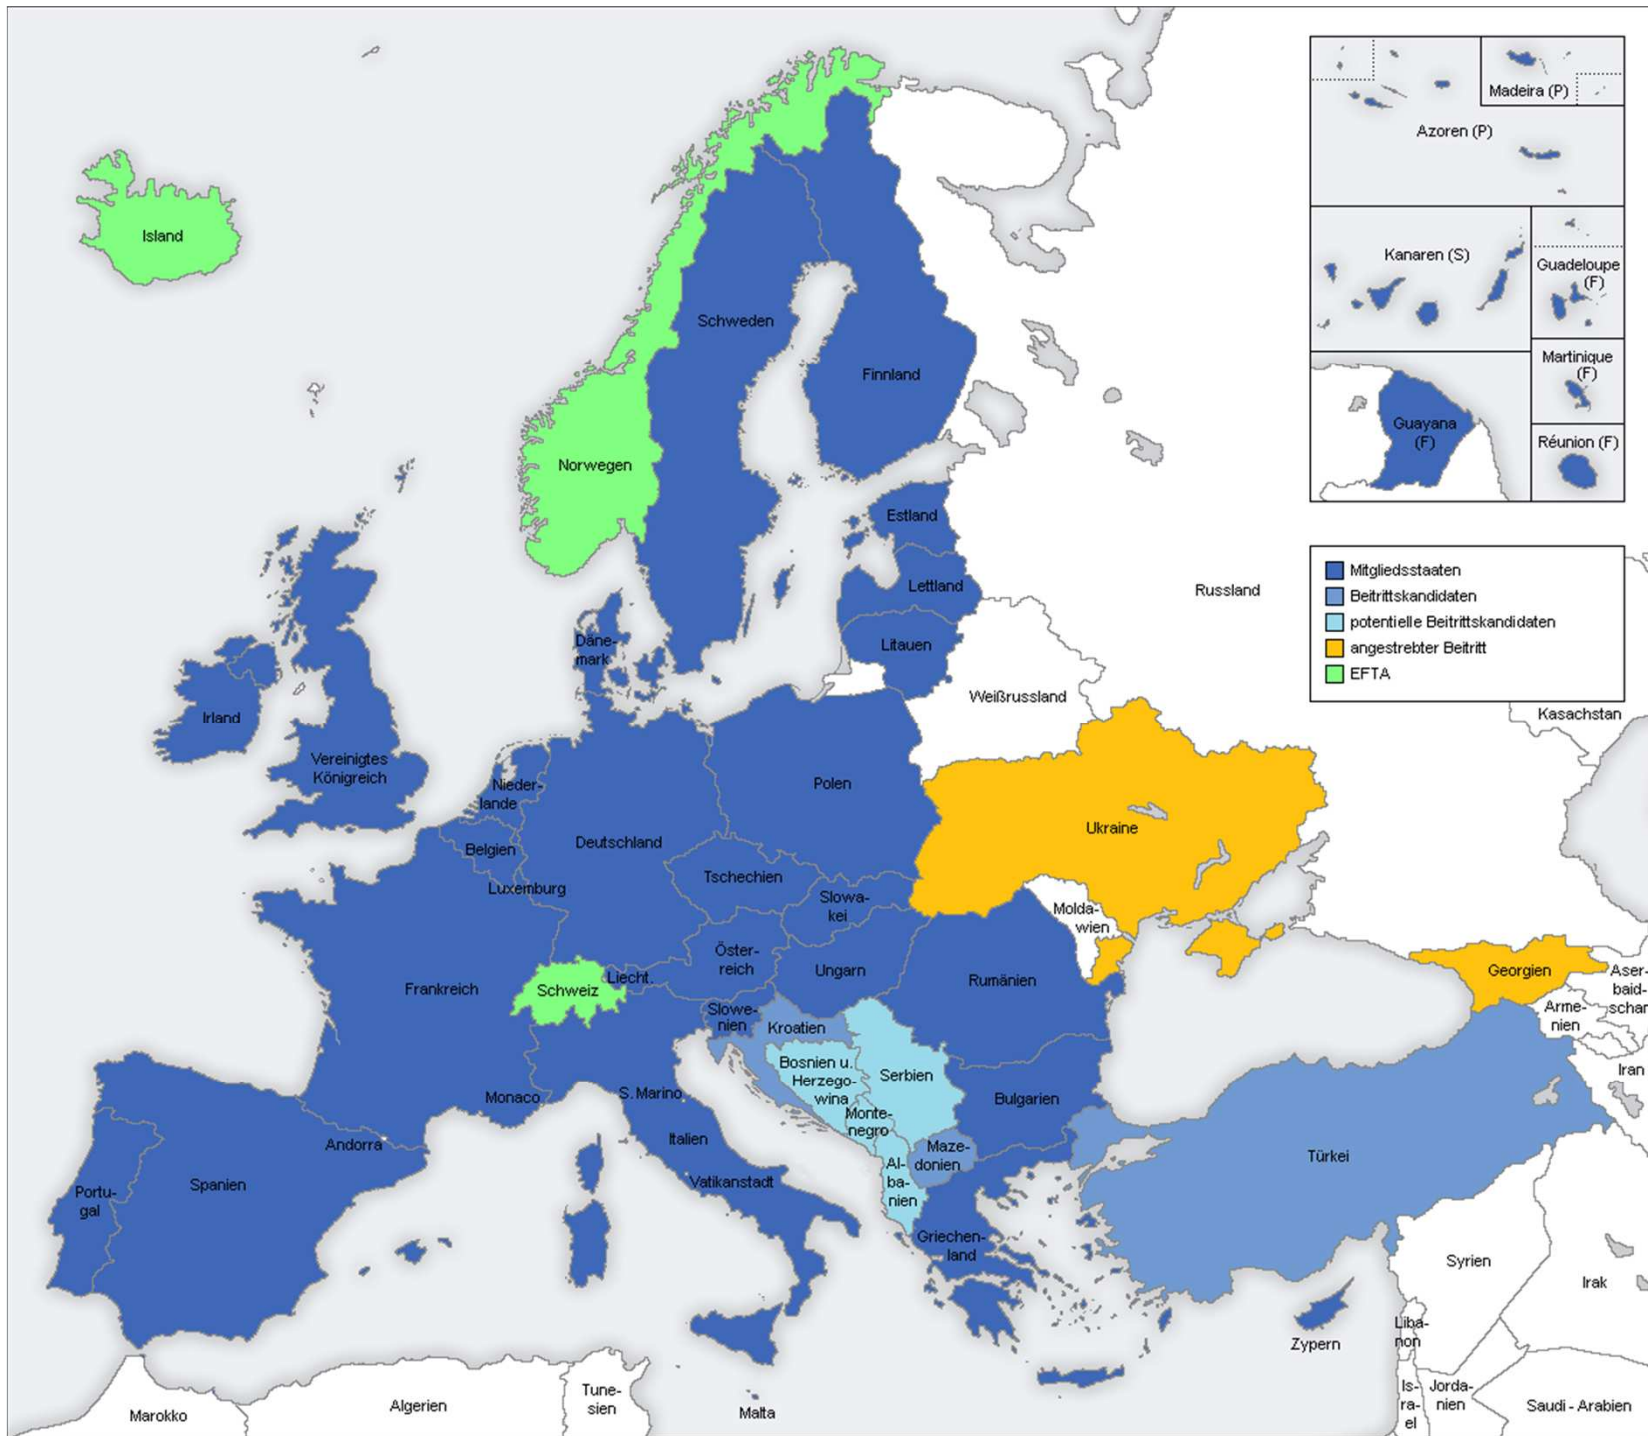 Madeira (P)
Azoren (P)
Island
Kanaren (S)
Guadeloupe
(F)
Schweden
Finnland
Martinique
(F)
Guayana
(F)
Réunion (F)
Norwegen
Estland
Lettland
Russland
Mitgliedsstaaten
Beitrittskandidaten
potentielle Beitrittskandidaten
angestrebter Beitritt
EFTA
Däne-
mark
Litauen
Irland
Weißrussland
Kasachstan
Vereinigtes
Königreich
Nieder-
lande
Polen
Ukraine
Belgien
Deutschland
Luxemburg
Tschechien
Slowa-
kei
Molda-
wien
Öster-
reich
Ungarn
Rumänien
Georgien
Aser-
baid-
schan
Frankreich
Schweiz
Liecht.
Slowe-
nien
Kroatien
Arme-
nien
Bosnien u.
Herzego-
wina
Serbien
Iran
Monaco
S. Marino
Bulgarien
Monte-
negro
Andorra
Italien
Maze-
donien
Türkei
Portu-
gal
Spanien
Vatikanstadt
Al-
ba-
nien
Griechen-
land
Syrien
Irak
Zypern
Liba-
non
Marokko
Algerien
Tune-
sien
Malta
Is-
ra-
el
Jorda-
nien
Saudi - Arabien